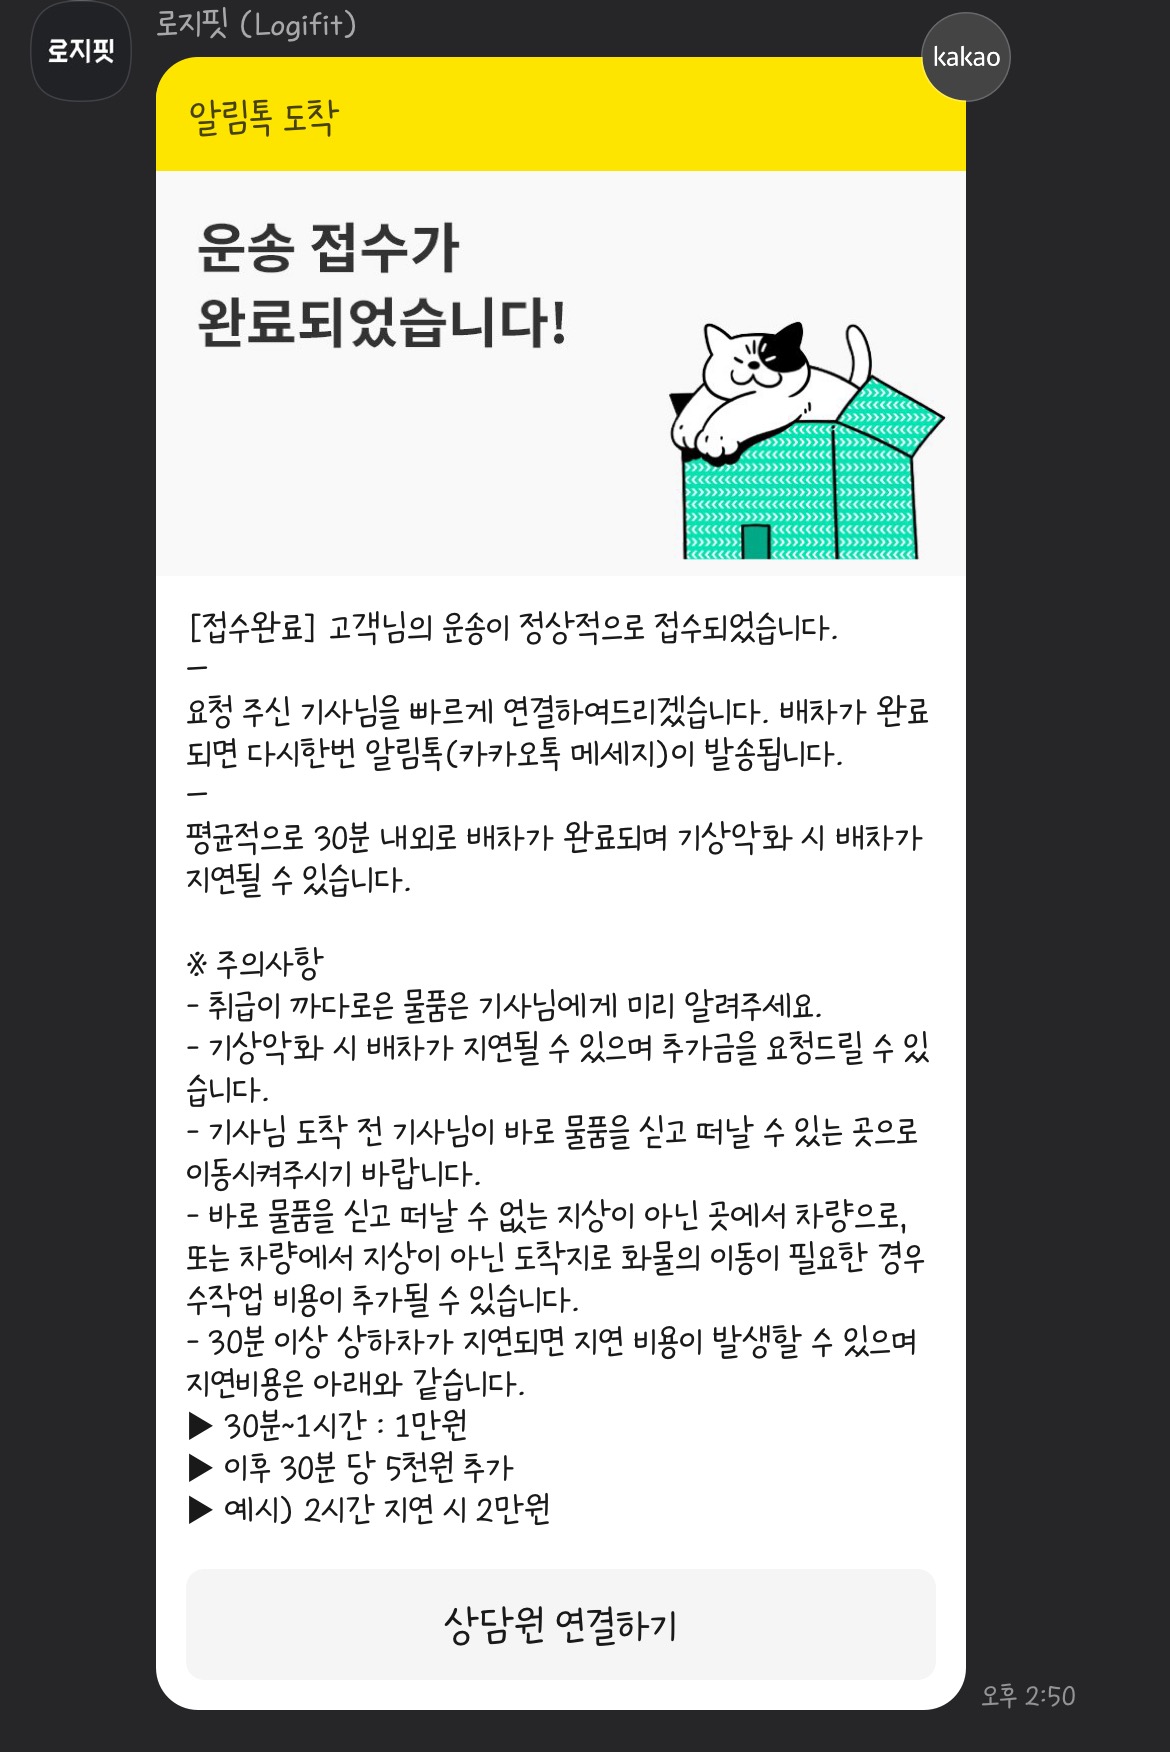 로지핏
로지핏 (Logifit)
kakao
알림톡 도착
운송 접수가
완료되었습니다!
[접수완료] 고객님의 운송이 정상적으로 접수되었습니다.
—
요청 주신 기사님을 빠르게 연결하여드리겠습니다. 배차가 완료
되면 다시한번 알림톡(카카오톡 메세지)이 발송됩니다.
—
평균적으로 30분 내외로 배차가 완료되며 기상악화 시 배차가
지연될 수 있습니다.
※ 주의사항
- 취급이 까다로은 물품은 기사님에게 미리 알려주세요.
- 기상악화 시 배차가 지연될 수 있으며 추가금을 요청드릴 수 있
습니다.
- 기사님 도착 전 기사님이 바로 물품을 싣고 떠날 수 있는 곳으로
이동시켜주시기 바랍니다.
- 바로 물품을 싣고 떠날 수 없는 지상이 아닌 곳에서 차량으로,
또는 차량에서 지상이 아닌 도착지로 화물의 이동이 필요한 경우
수작업 비용이 추가될 수 있습니다.
- 30분 이상 상하차가 지연되면 지연 비용이 발생할 수 있으며
지연비용은 아래와 같습니다.
▶ 30분~1시간 : 1만원
▶ 이후 30분 당 5천원 추가
▶ 예시) 2시간 지연 시 2만원
상담원 연결하기
오후 2:50